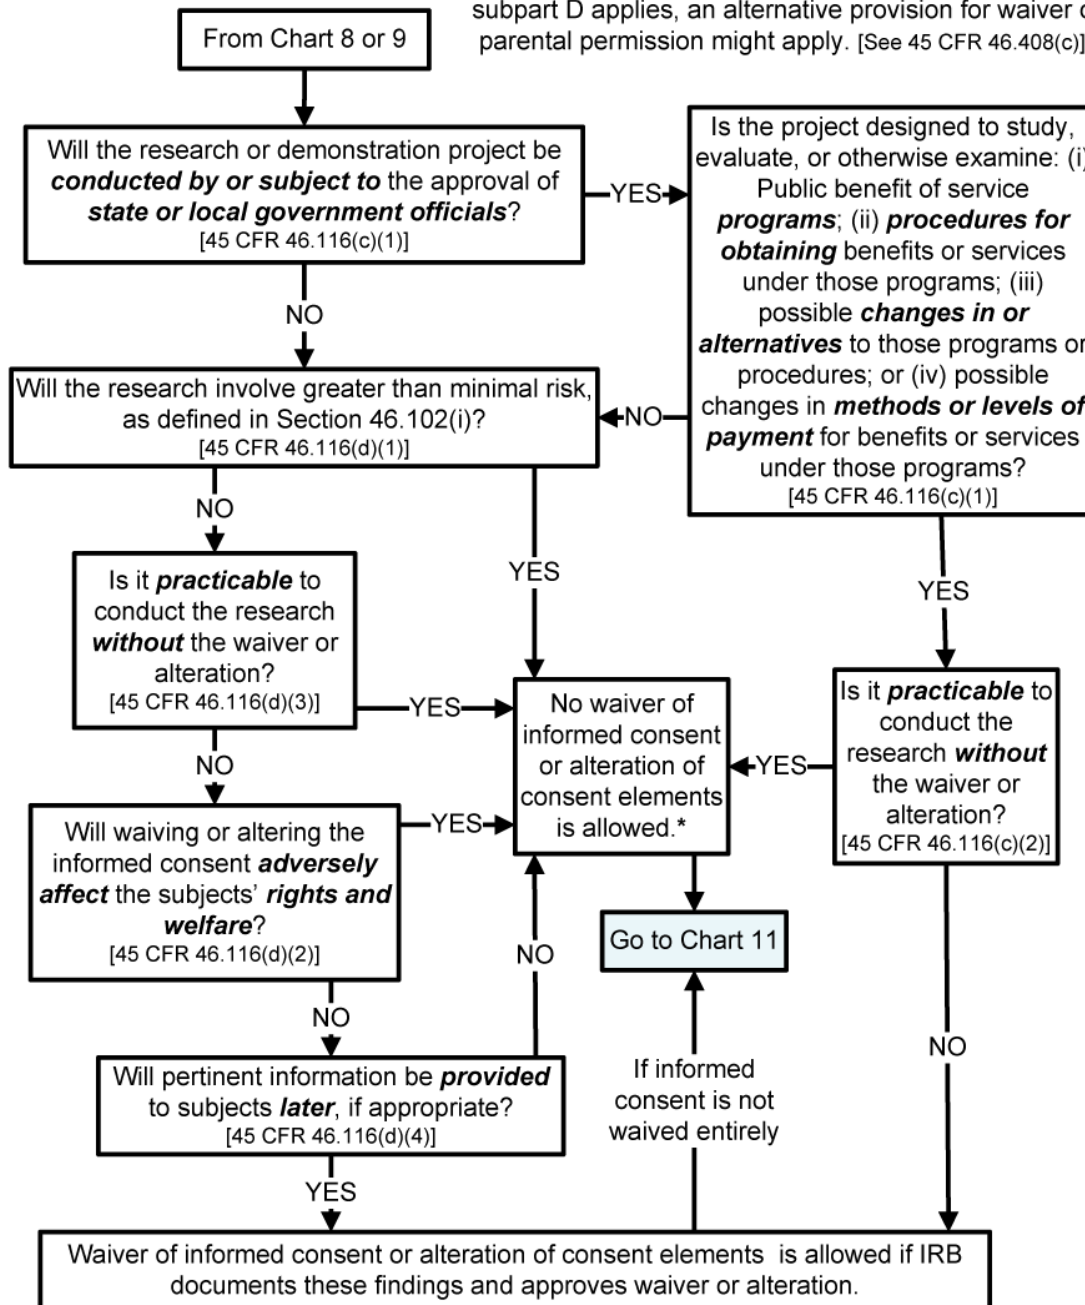 subpart D applies, an alternative provision for waiver
parental permission might apply. [See 45 CFR 46.408(c)]
From Chart 8 or 9
Will the research or demonstration project be
conducted by or subject to the approval of
state or local government officials?
[45 CFR 46.116(c)(1)]
YES
Is the project designed to study,
evaluate, or otherwise examine: (i)
Public benefit of service
programs; (ii) procedures for
obtaining benefits or services
under those programs; (iii)
possible changes in or
alternatives to those programs or
procedures; or (iv) possible
changes in methods or levels of
payment for benefits or services
under those programs?
[45 CFR 46.116(c)(1)]
NO
Will the research involve greater than minimal risk,
as defined in Section 46.102(i)?
[45 CFR 46.116(d)(1)]
NO
NO
YES
YES
Is it practicable to
conduct the research
without the waiver or
alteration?
[45 CFR 46.116(d)(3)]
YES
No waiver of
informed consent
or alteration of
consent elements
is allowed.*
YES
Is it practicable to
conduct the
research without
the waiver or
alteration?
[45 CFR 46.116(c)(2)]
NO
Will waiving or altering the
informed consent adversely
affect the subjects' rights and
welfare?
[45 CFR 46.116(d)(2)]
YES
Go to Chart 11
NO
NO
NO
Will pertinent information be provided
to subjects later, if appropriate?
[45 CFR 46.116(d)(4)]
If informed
consent is not
waived entirely
YES
Waiver of informed consent or alteration of consent elements is allowed if IRB
documents these findings and approves waiver or alteration.